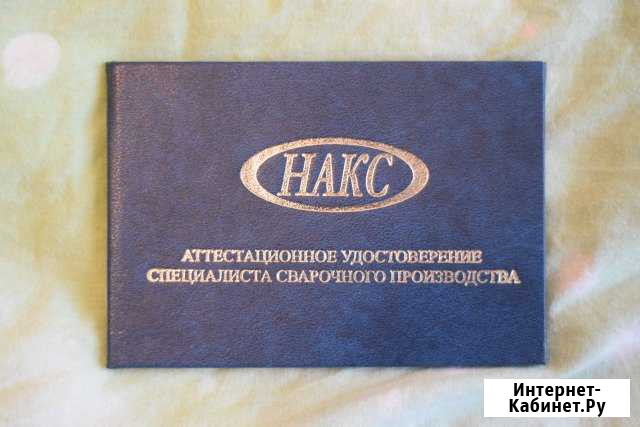 НАКС
АТТЕСТАЦИОННОЕ УДОСТОВЕРЕНИЕ
СПЕЦИАЛИСТА СВАРОЧНОГО ПРОИЗВОДСТВА
Интернет-
Кабинет.Ру